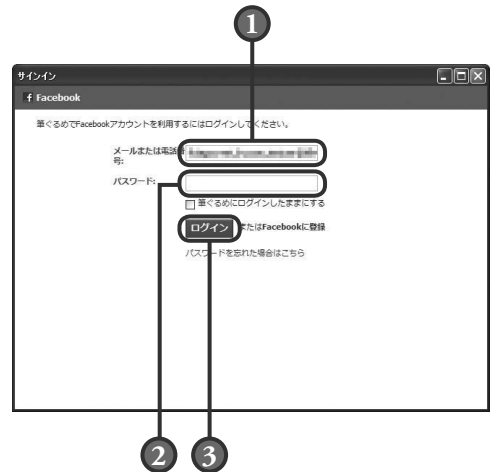 1
サインイン
f Facebook
筆ぐるめでFacebookアカウントを利用するにはログインしてください。
メールまたは電話番
号:
パスワード:
筆ぐるめにログインしたままにする
ログイン またはFacebookに登録
パスワードを忘れた場合はこちら
2 3